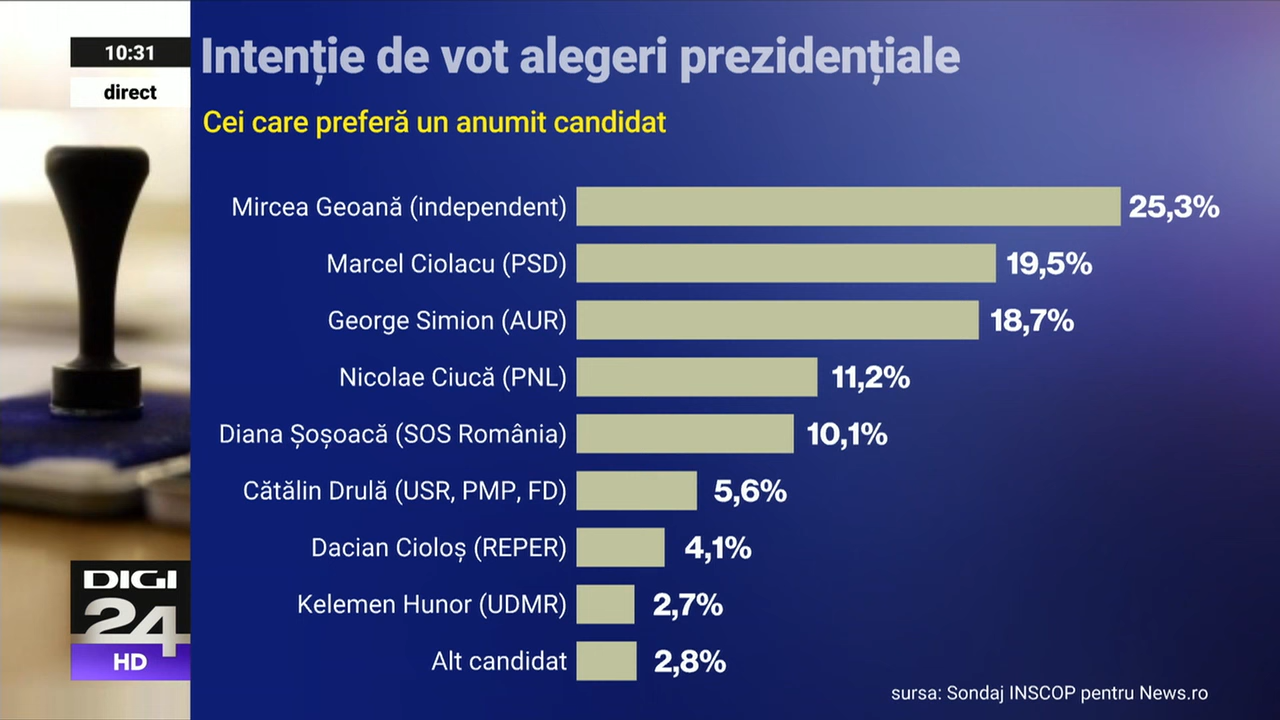 10:31
direct
Intenție de vot alegeri prezidențiale
Cei care preferă un anumit candidat
Mircea Geoană (independent) 25,3%
Marcel Ciolacu (PSD) 19,5%
George Simion (AUR) 18,7%
Nicolae Ciucă (PNL) 11,2%
Diana Șoșoacă (SOS România) 10,1%
Cătălin Drulă (USR, PMP, FD) 5,6%
Dacian Cioloș (REPER) 4,1%
Kelemen Hunor (UDMR) 2,7%
Alt candidat 2,8%
DIGI
24
HD
sursa: Sondaj INSCOP pentru News.ro